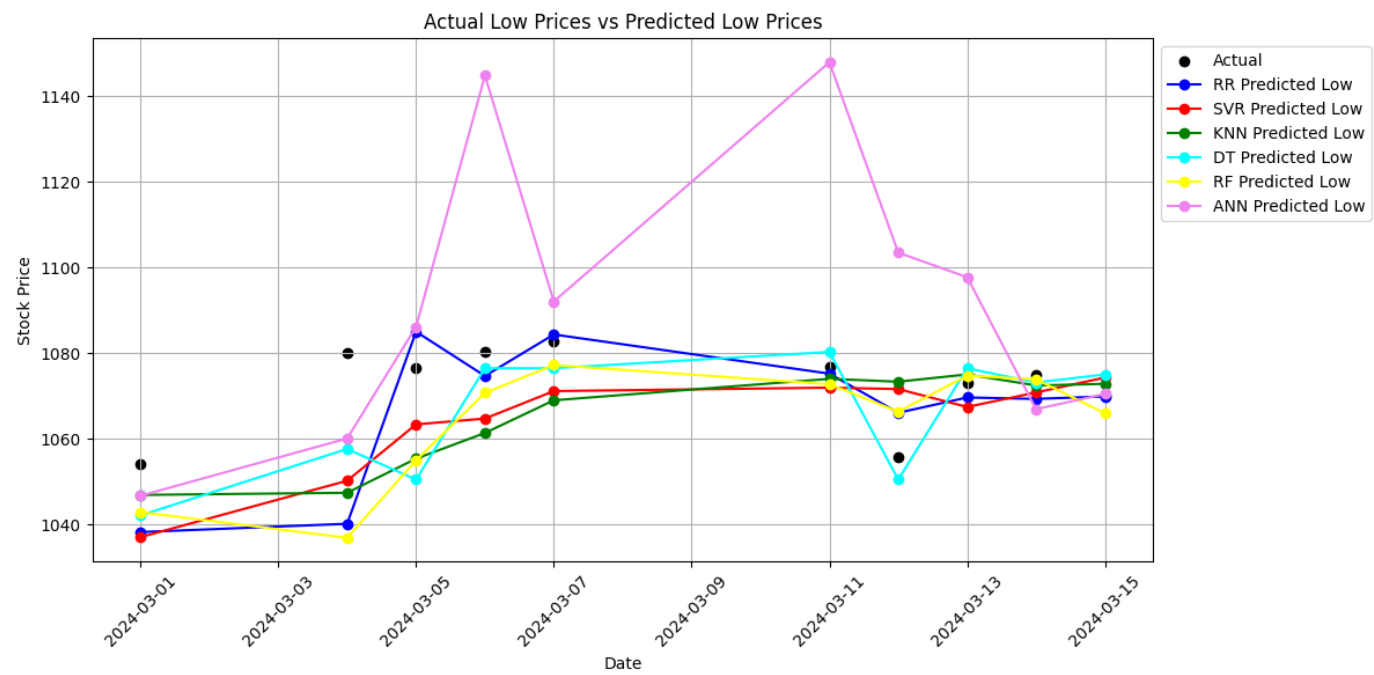 Actual Low Prices vs Predicted Low Prices
Actual
RR Predicted Low
SVR Predicted Low
KNN Predicted Low
DT Predicted Low
RF Predicted Low
ANN Predicted Low
Stock Price
1140
1120
1100
1080
1060
1040
2024-03-01
2024-03-03
2024-03-05
2024-03-07
2024-03-09
2024-03-11
2024-03-13
2024-03-15
Date